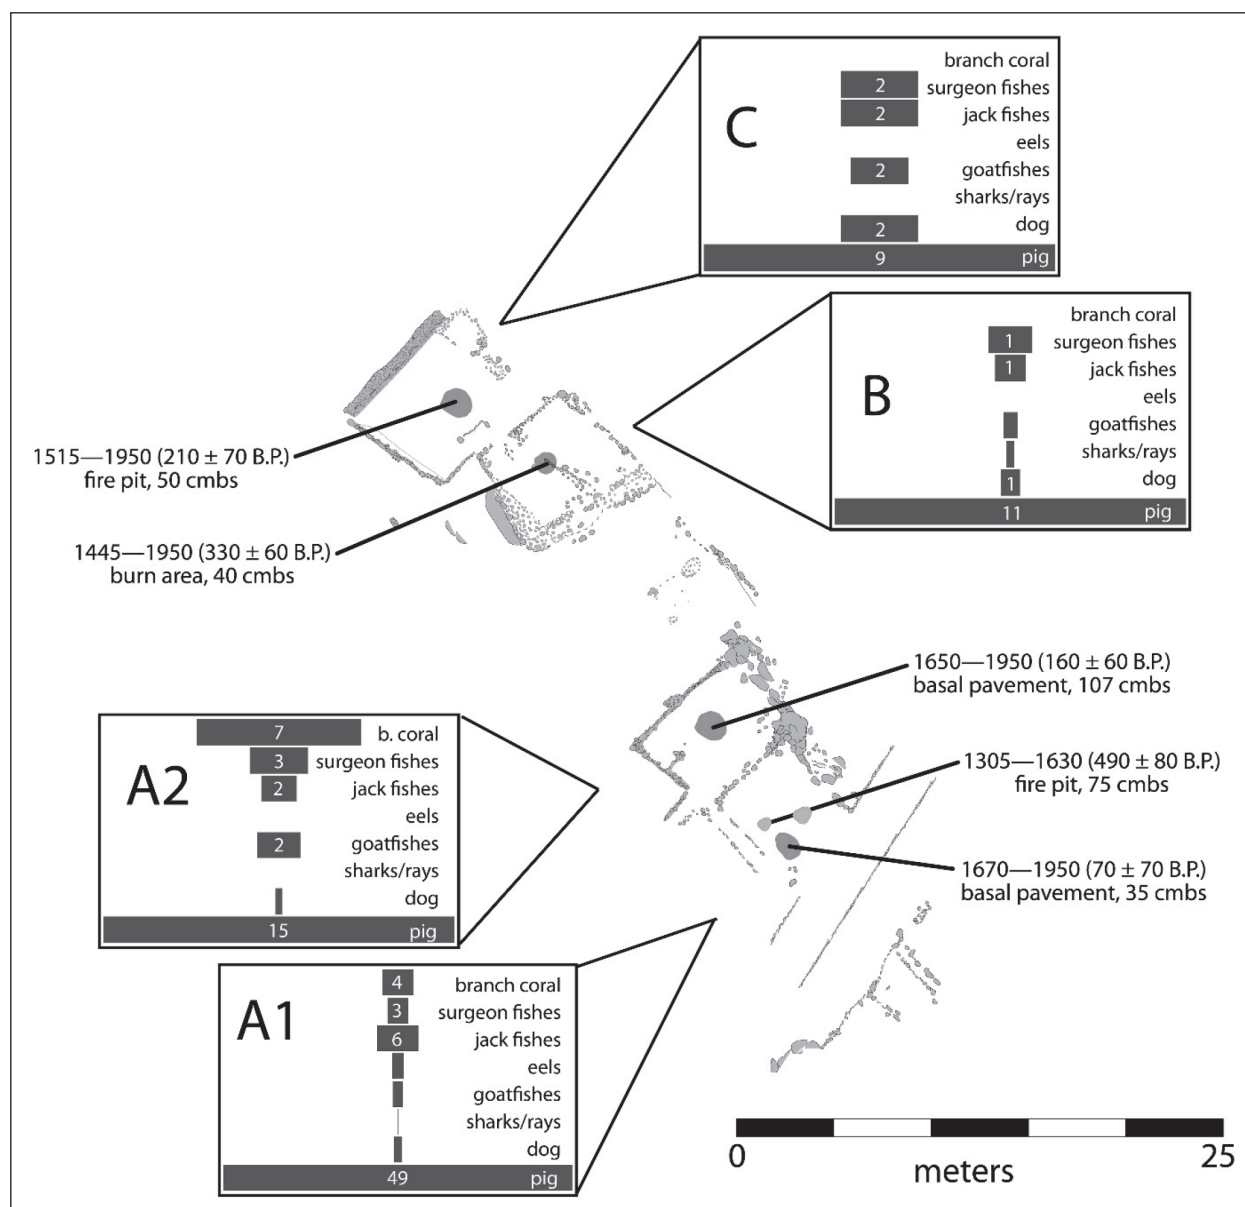 C
branch coral
2 surgeon fishes
2 jack fishes
eels
2 goatfishes
sharks/rays
2 dog
9 pig
B
branch coral
1 surgeon fishes
1 jack fishes
eels
goatfishes
sharks/rays
1 dog
11 pig
1515—1950 (210 ± 70 B.P.)
fire pit, 50 cmbs
1445—1950 (330 ± 60 B.P.)
burn area, 40 cmbs
1650—1950 (160 ± 60 B.P.)
basal pavement, 107 cmbs
1305—1630 (490 ± 80 B.P.)
fire pit, 75 cmbs
1670—1950 (70 ± 70 B.P.)
basal pavement, 35 cmbs
A2
7 b. coral
3 surgeon fishes
2 jack fishes
eels
2 goatfishes
sharks/rays
dog
15 pig
A1
4 branch coral
3 surgeon fishes
6 jack fishes
eels
goatfishes
sharks/rays
dog
49 pig
0 meters 25